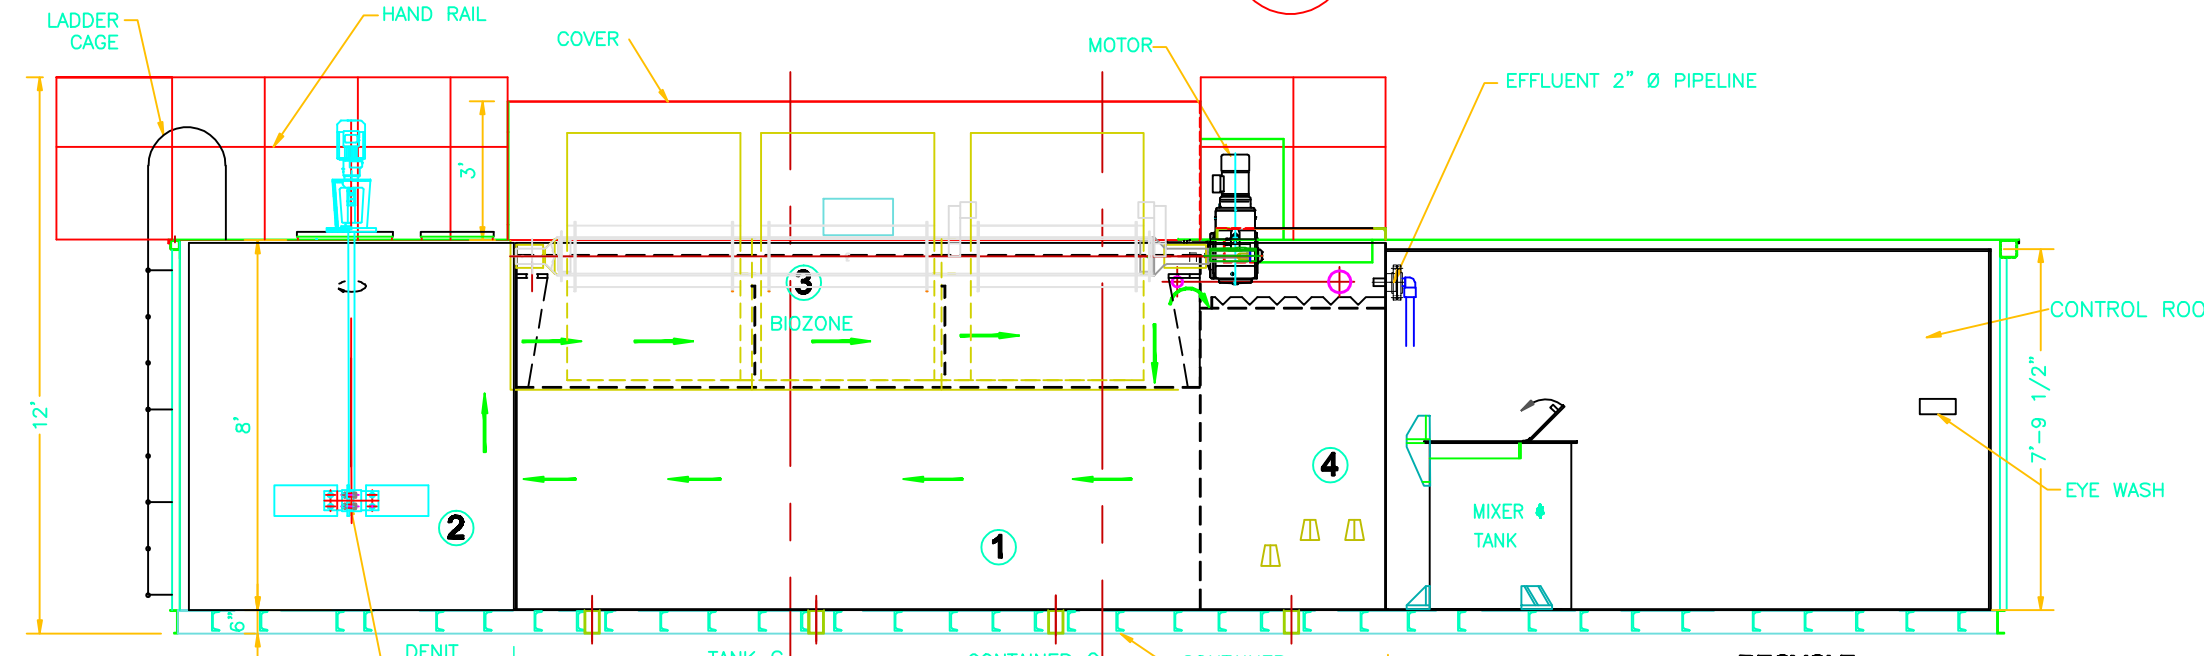 LADDER
CAGE
HAND RAIL
COVER
MOTOR
EFFLUENT 2" Ø PIPELINE
3'
3
BIOZONE
CONTROL ROO
12'
8'
7'-9 1/2"
4
EYE WASH
MIXER &
TANK
2
1
6"
DENIT